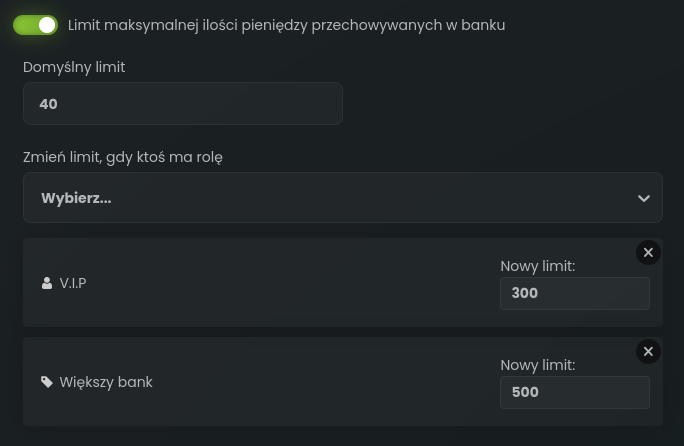 Limit maksymalnej ilości pieniędzy przechowywanych w banku
Domyślny limit
40
Zmień limit, gdy ktoś ma rolę
Wybierz...
V.I.P
Nowy limit:
300
Większy bank
Nowy limit:
500